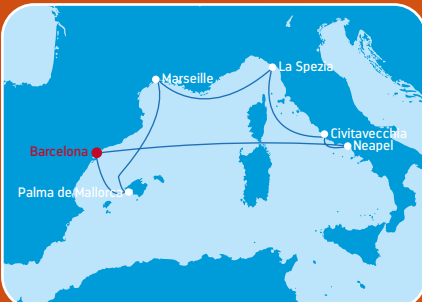 Marseille
La Spezia
Civitavecchia
Neapel
Barcelona
Palma de Mallorca